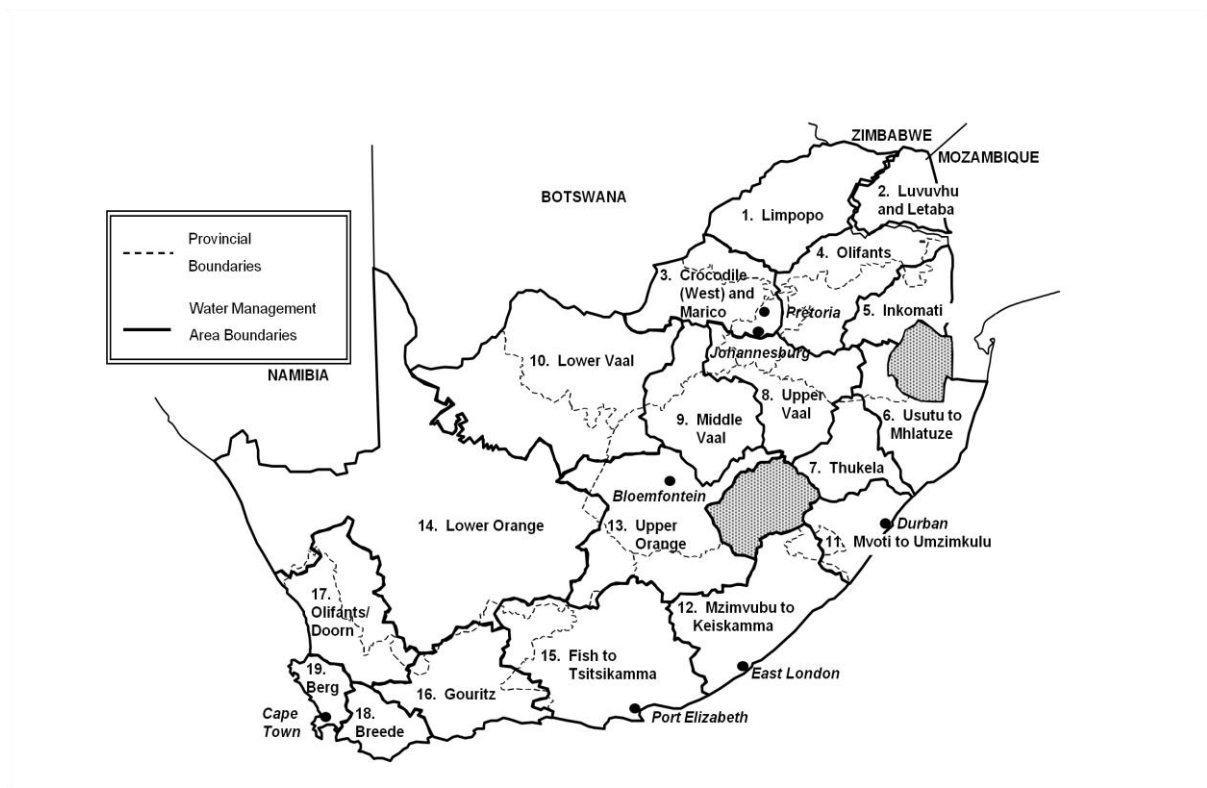 ZIMBABWE
MOZAMBIQUE
BOTSWANA
2. Luvuvhu
and Letaba
1. Limpopo
Provincial
Boundaries
Water Management
Area Boundaries
4. Olifants
3. Crocodile
(West) and
Marico
Pretoria
5. Inkomati
Johannesburg
10. Lower Vaal
NAMIBIA
8. Upper
Vaal
9. Middle
Vaal
6. Usutu to
Mhlatuze
7. Thukela
Bloemfontein
14. Lower Orange
13. Upper
Orange
Durban
11. Mvoti to Umzimkulu
17.
Olifants/
Doorn
12. Mzimvubu to
Keiskamma
15. Fish to
Tsitsikamma
East London
19.
Berg
16. Gouritz
Cape
Town
18.
Breede
Port Elizabeth